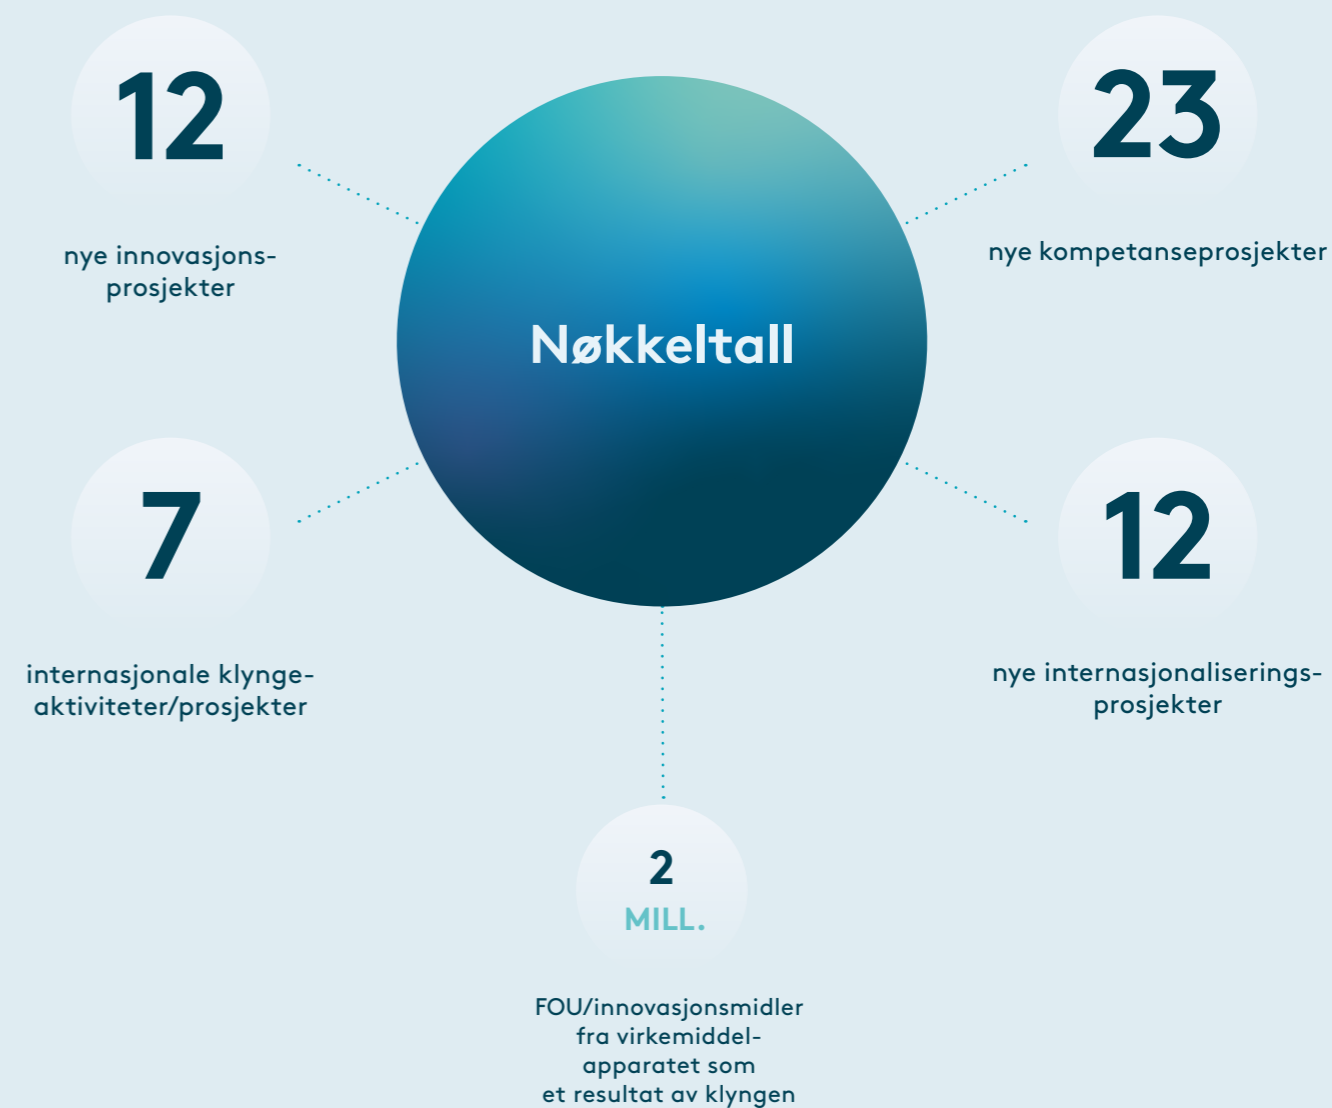 12
nye innovasjons-
prosjekter
23
nye kompetanseprosjekter
Nøkkeltall
7
internasjonale klynge-
aktiviteter/prosjekter
12
nye internasjonaliserings-
prosjekter
2
MILL.
FOU/innovasjonsmidler
fra virkemiddel-
apparatet som
et resultat av klyngen